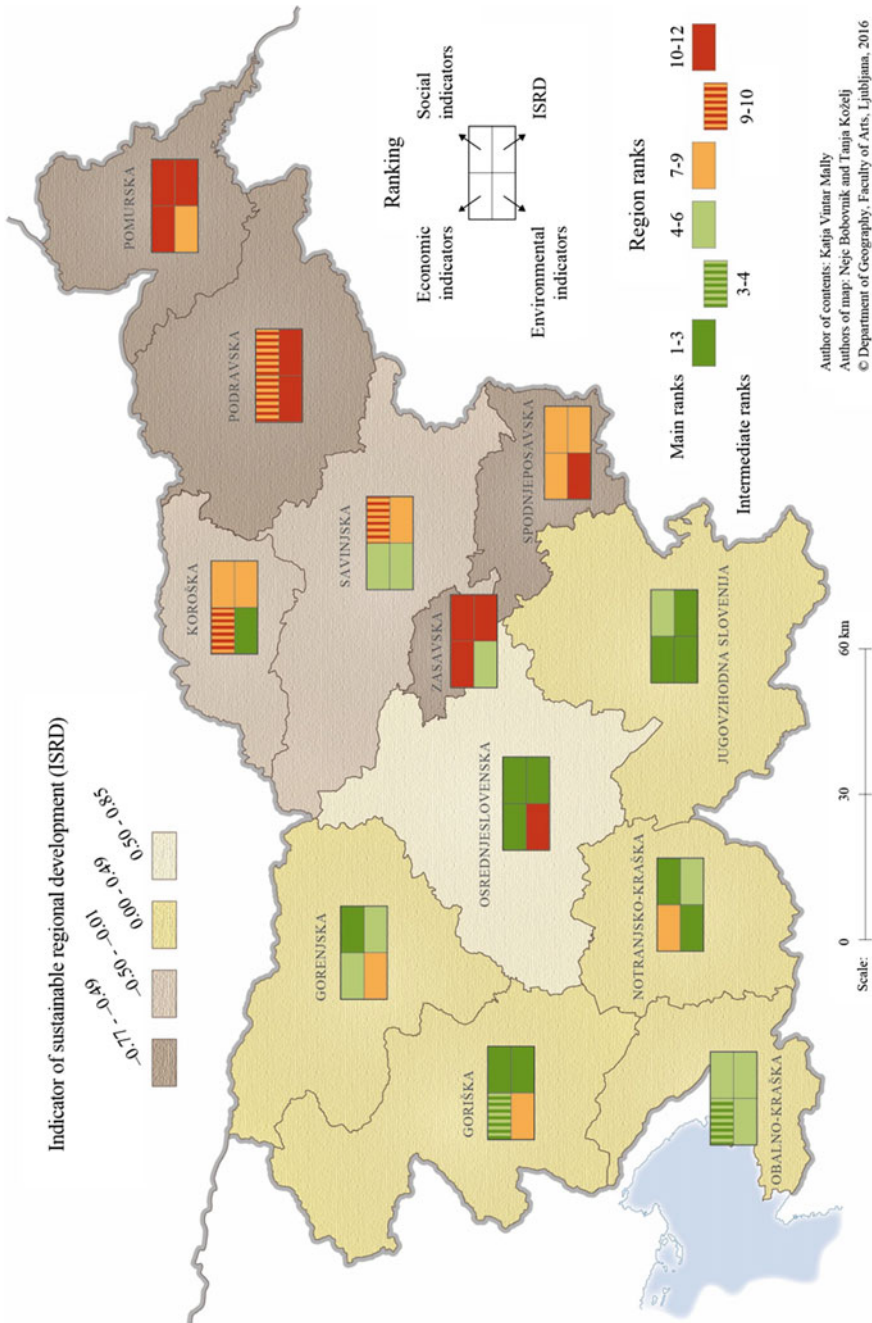 Indicator of sustainable regional development (ISRD)
–0.77 - –0.49
–0.50 - –0.01
0.00 - 0.49
0.50 - 0.85
POMURSKA
PODRAVSKA
KOROŠKA
SAVINJSKA
ZASAVSKA
SPODNJEPOSAVSKA
GORENJSKA
OSREDNJESLOVENSKA
GORIŠKA
NOTRANJSKO-KRAŠKA
JUGOVZHODNA SLOVENIJA
OBALNO-KRAŠKA
Ranking
Economic
indicators
Social
indicators
Environmental
indicators
ISRD
Region ranks
Main ranks
1-3
4-6
7-9
10-12
Intermediate ranks
3-4
9-10
Scale:
0
30
60 km
Author of contents: Katja Vintar Mally
Authors of map: Nejc Bobovnik and Tanja Koželj
© Department of Geography, Faculty of Arts, Ljubljana, 2016